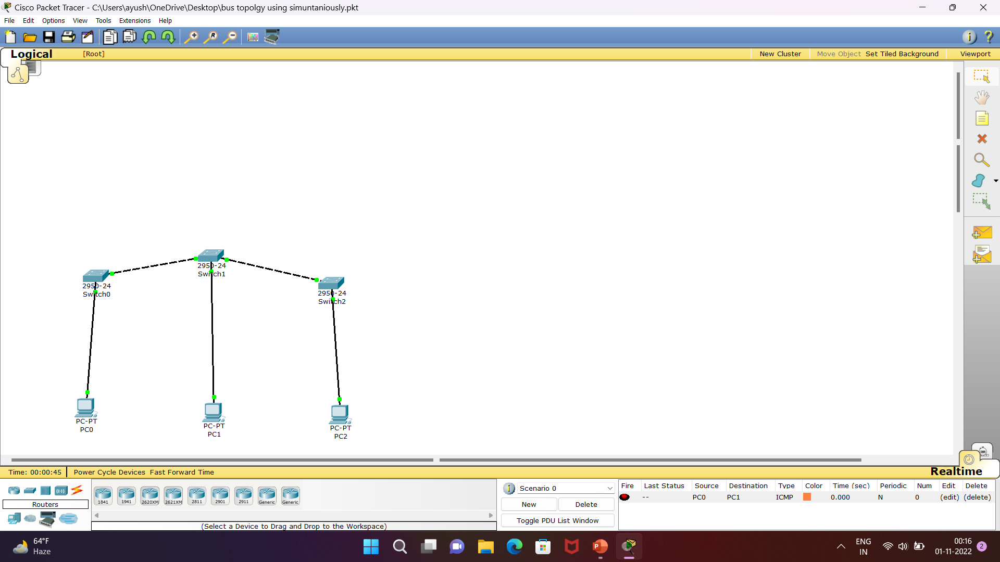 Cisco Packet Tracer - C:\Users\ayush\OneDrive\Desktop\bus topolgy using simuntaniously.pkt
File Edit Options View Tools Extensions Help
Logical [Root] New Cluster Move Object Set Tiled Background Viewport
2950-24
Switch1
2950-24
Switch0
2950-24
Switch2
PC-PT
PC0
PC-PT
PC1
PC-PT
PC2
Time: 00:00:45 Power Cycle Devices Fast Forward Time
Realtime
Routers
1841 1941 2620XM 2621XM 2811 2901 2911 Generic Generic
(Select a Device to Drag and Drop to the Workspace)
Scenario 0
New Delete
Toggle PDU List Window
Fire Last Status Source Destination Type Color Time (sec) Periodic Num Edit Delete
-- PC0 PC1 ICMP 0.000 N 0 (edit) (delete)
64°F
Haze
ENG
IN
00:16
01-11-2022
2